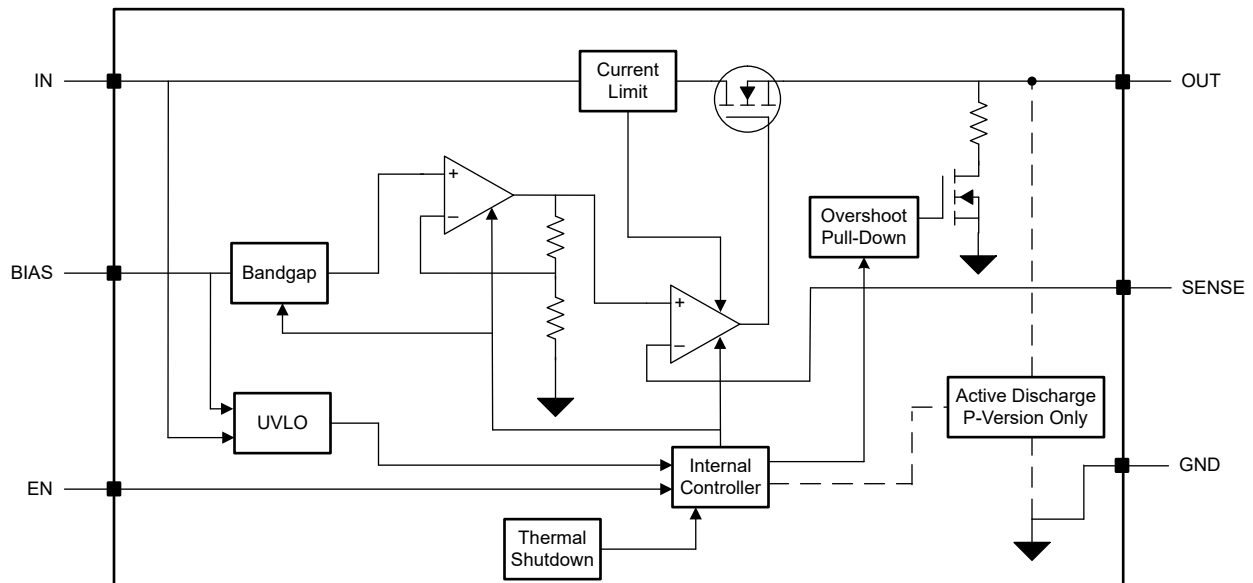 IN
Current
Limit
OUT
+
–
Overshoot
Pull-Down
BIAS
Bandgap
SENSE
+
–
UVLO
Active Discharge
P-Version Only
Internal
Controller
GND
EN
Thermal
Shutdown